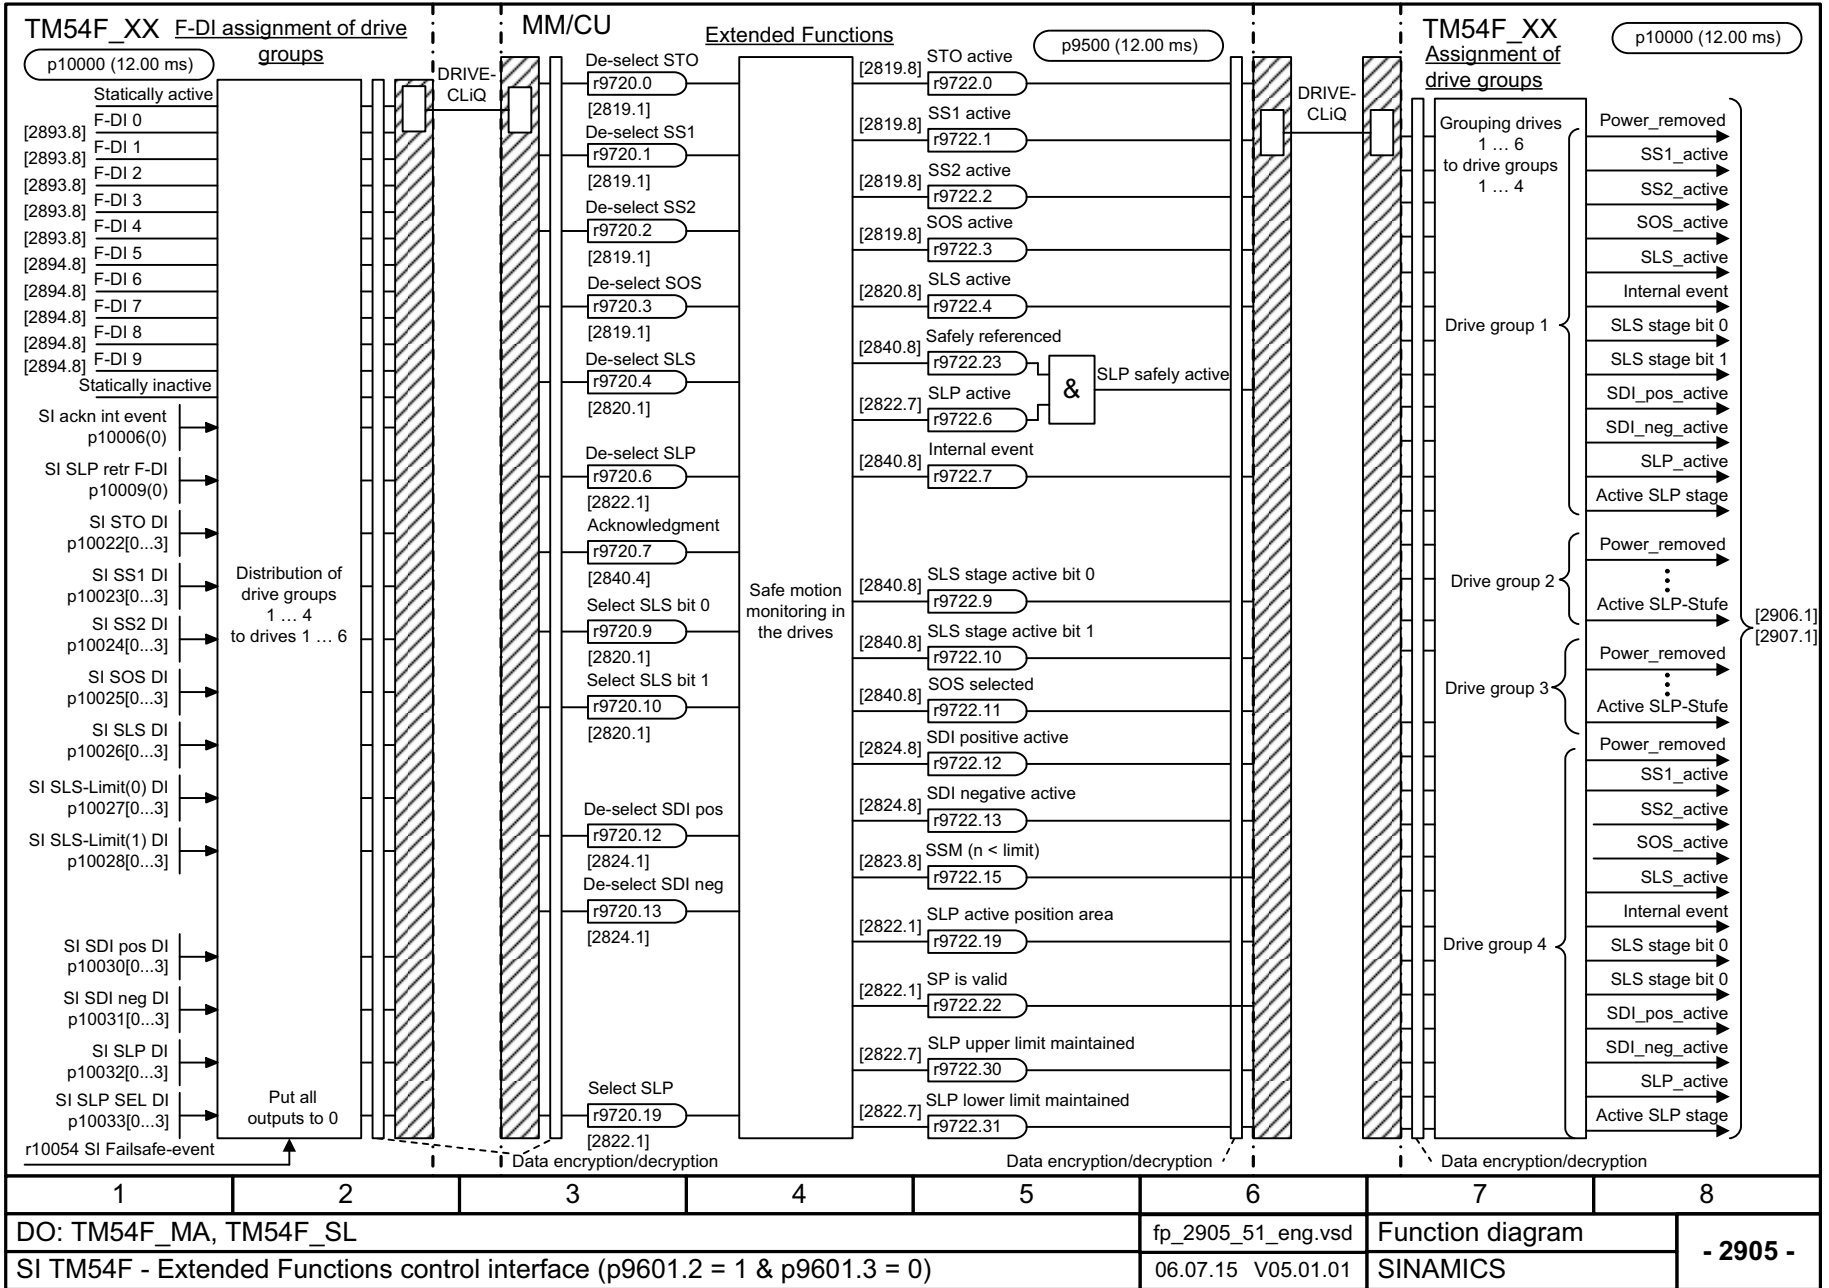 TM54F_XX
F-DI assignment of drive
groups
p10000 (12.00 ms)
Statically active
F-DI 0
[2893.8]
F-DI 1
[2893.8]
F-DI 2
[2893.8]
F-DI 3
[2893.8]
F-DI 4
[2893.8]
F-DI 5
[2894.8]
F-DI 6
[2894.8]
F-DI 7
[2894.8]
F-DI 8
[2894.8]
F-DI 9
[2894.8]
Statically inactive
SI ackn int event
p10006(0)
SI SLP retr F-DI
p10009(0)
SI STO DI
p10022[0...3]
SI SS1 DI
p10023[0...3]
SI SS2 DI
p10024[0...3]
SI SOS DI
p10025[0...3]
SI SLS DI
p10026[0...3]
SI SLS-Limit(0) DI
p10027[0...3]
SI SLS-Limit(1) DI
p10028[0...3]
SI SDI pos DI
p10030[0...3]
SI SDI neg DI
p10031[0...3]
SI SLP DI
p10032[0...3]
SI SLP SEL DI
p10033[0...3]
r10054 SI Failsafe-event
Distribution of
drive groups
1 … 4
to drives 1 … 6
Put all
outputs to 0
DRIVE-
CLiQ
MM/CU
Extended Functions
p9500 (12.00 ms)
De-select STO
r9720.0
[2819.1]
De-select SS1
r9720.1
[2819.1]
De-select SS2
r9720.2
[2819.1]
De-select SOS
r9720.3
[2819.1]
De-select SLS
r9720.4
[2820.1]
De-select SLP
r9720.6
[2822.1]
Acknowledgment
r9720.7
[2840.4]
Select SLS bit 0
r9720.9
[2820.1]
Select SLS bit 1
r9720.10
[2820.1]
De-select SDI pos
r9720.12
[2824.1]
De-select SDI neg
r9720.13
[2824.1]
Select SLP
r9720.19
[2822.1]
Data encryption/decryption
Safe motion
monitoring in
the drives
STO active
[2819.8]
r9722.0
SS1 active
[2819.8]
r9722.1
SS2 active
[2819.8]
r9722.2
SOS active
[2819.8]
r9722.3
SLS active
[2820.8]
r9722.4
Safely referenced
[2840.8]
r9722.23
SLP active
[2822.7]
r9722.6
&
SLP safely active
Internal event
[2840.8]
r9722.7
SLS stage active bit 0
[2840.8]
r9722.9
SLS stage active bit 1
[2840.8]
r9722.10
SOS selected
[2840.8]
r9722.11
SDI positive active
[2824.8]
r9722.12
SDI negative active
[2824.8]
r9722.13
SSM (n < limit)
[2823.8]
r9722.15
SLP active position area
[2822.1]
r9722.19
SP is valid
[2822.1]
r9722.22
SLP upper limit maintained
[2822.7]
r9722.30
SLP lower limit maintained
[2822.7]
r9722.31
Data encryption/decryption
DRIVE-
CLiQ
TM54F_XX
Assignment of
drive groups
p10000 (12.00 ms)
Grouping drives
1 … 6
to drive groups
1 … 4
Drive group 1
Power_removed
SS1_active
SS2_active
SOS_active
SLS_active
Internal event
SLS stage bit 0
SLS stage bit 1
SDI_pos_active
SDI_neg_active
SLP_active
Active SLP stage
Drive group 2
Power_removed
Active SLP-Stufe
Drive group 3
Power_removed
Active SLP-Stufe
Drive group 4
Power_removed
SS1_active
SS2_active
SOS_active
SLS_active
Internal event
SLS stage bit 0
SLS stage bit 0
SDI_pos_active
SDI_neg_active
SLP_active
Active SLP stage
[2906.1]
[2907.1]
Data encryption/decryption
1 2 3 4 5 6 7 8
DO: TM54F_MA, TM54F_SL
fp_2905_51_eng.vsd
Function diagram
- 2905 -
SI TM54F - Extended Functions control interface (p9601.2 = 1 & p9601.3 = 0)
06.07.15 V05.01.01
SINAMICS